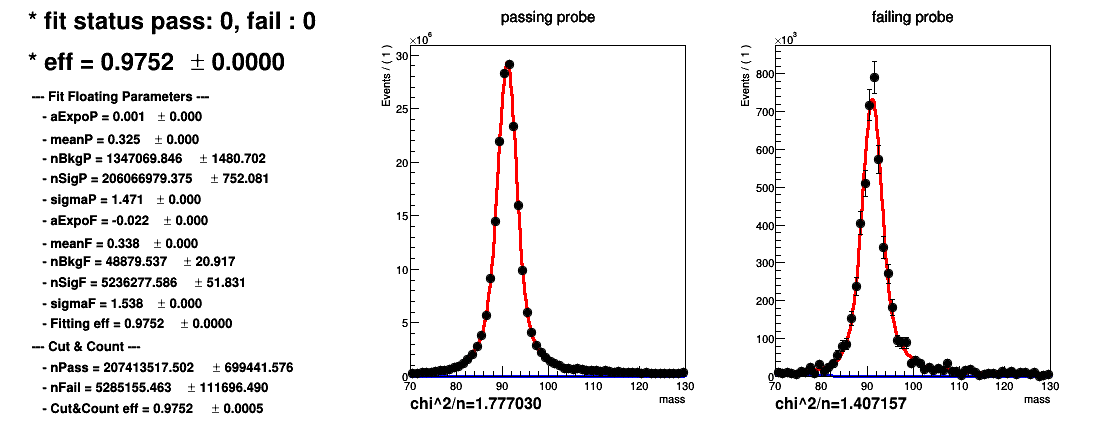 * fit status pass: 0, fail : 0
* eff = 0.9752 ± 0.0000
--- Fit Floating Parameters ---
- aExpoP = 0.001 ± 0.000
- meanP = 0.325 ± 0.000
- nBkgP = 1347069.846 ± 1480.702
- nSigP = 206066979.375 ± 752.081
- sigmaP = 1.471 ± 0.000
- aExpoF = -0.022 ± 0.000
- meanF = 0.338 ± 0.000
- nBkgF = 48879.537 ± 20.917
- nSigF = 5236277.586 ± 51.831
- sigmaF = 1.538 ± 0.000
- Fitting eff = 0.9752 ± 0.0000
--- Cut & Count ---
- nPass = 207413517.502 ± 699441.576
- nFail = 5285155.463 ± 111696.490
- Cut&Count eff = 0.9752 ± 0.0005
passing probe
×10^6
Events / ( 1 )
30
25
20
15
10
5
0
70 80 90 100 110 120 130
mass
chi^2/n=1.777030
failing probe
×10^3
Events / ( 1 )
800
700
600
500
400
300
200
100
0
70 80 90 100 110 120 130
mass
chi^2/n=1.407157